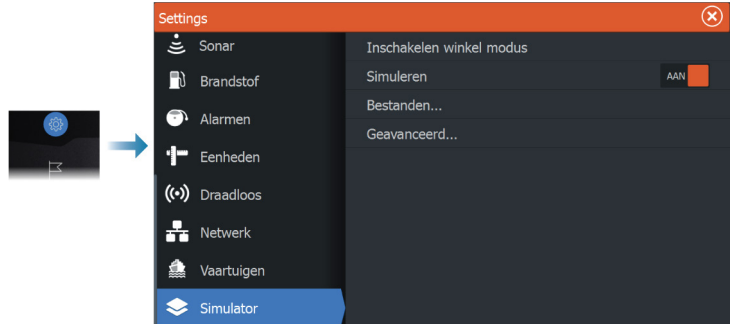 Settings
Sonar
Brandstof
Alarmen
Eenheden
Draadloos
Netwerk
Vaartuigen
Simulator
Inschakelen winkel modus
Simuleren AAN
Bestanden...
Geavanceerd...